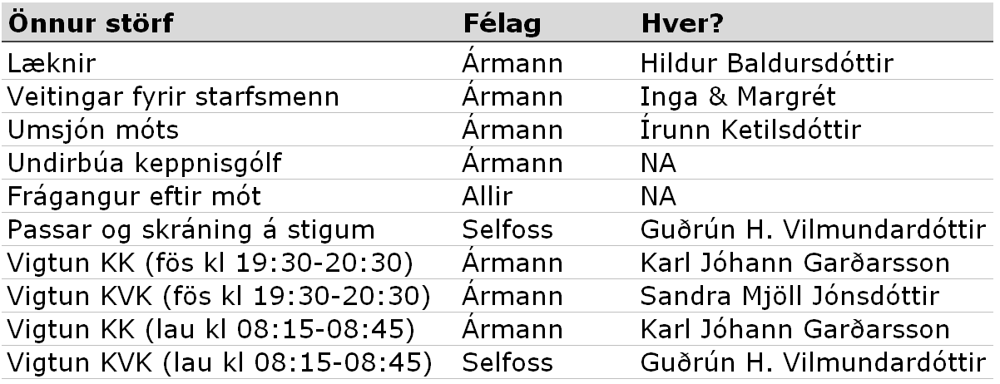 Önnur störf Félag Hver?
Læknir Ármann Hildur Baldursdóttir
Veitingar fyrir starfsmenn Ármann Inga & Margrét
Umsjón móts Ármann Írunn Ketilsdóttir
Undirbúa keppnisgólf Ármann NA
Frágangur eftir mót Allir NA
Passar og skráning á stigum Selfoss Guðrún H. Vilmundardóttir
Vigtun KK (fös kl 19:30-20:30) Ármann Karl Jóhann Garðarsson
Vigtun KVK (fös kl 19:30-20:30) Ármann Sandra Mjöll Jónsdóttir
Vigtun KK (lau kl 08:15-08:45) Ármann Karl Jóhann Garðarsson
Vigtun KVK (lau kl 08:15-08:45) Selfoss Guðrún H. Vilmundardóttir